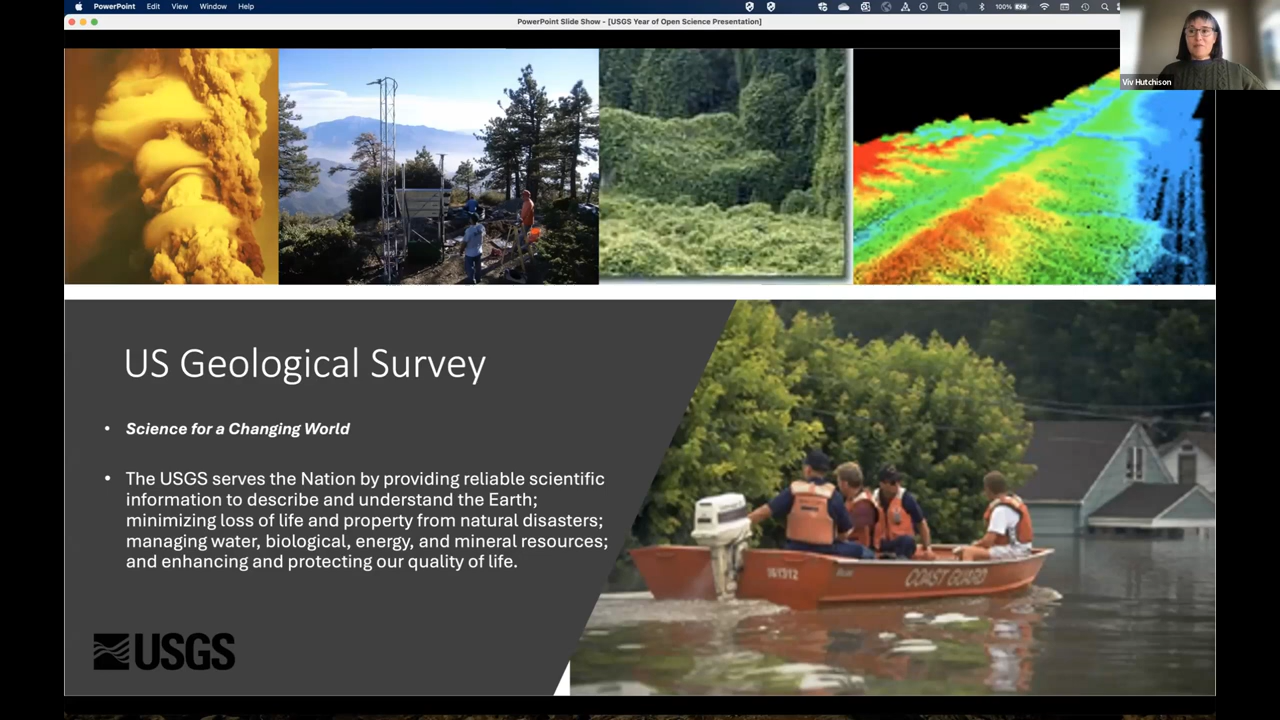 PowerPoint Edit View Window Help
100%
PowerPoint Slide Show - [USGS Year of Open Science Presentation]
Viv Hutchison
US Geological Survey
• Science for a Changing World
• The USGS serves the Nation by providing reliable scientific
information to describe and understand the Earth;
minimizing loss of life and property from natural disasters;
managing water, biological, energy, and mineral resources;
and enhancing and protecting our quality of life.
COAST GUARD
USGS